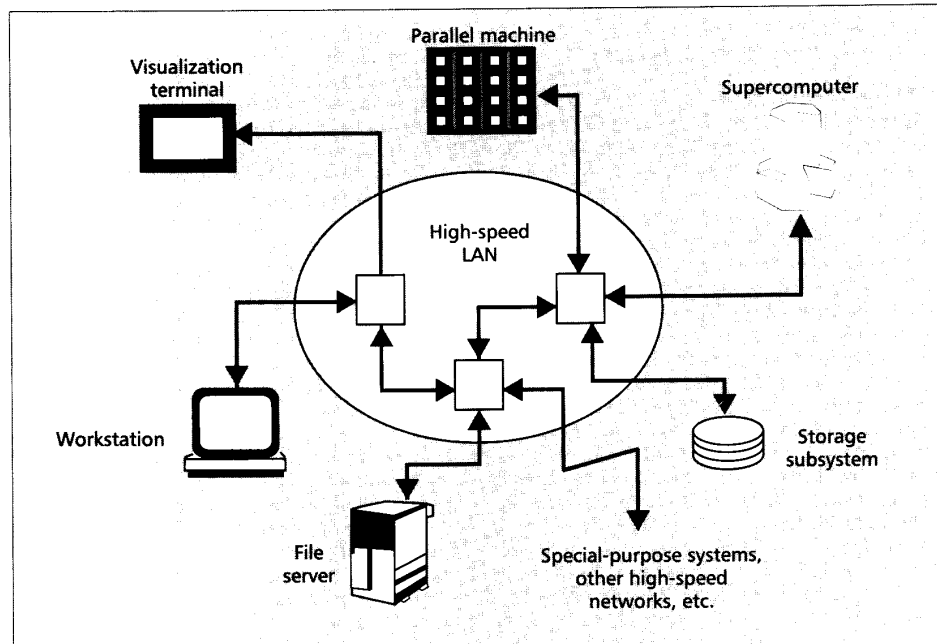 Parallel machine
Visualization
terminal
Supercomputer
High-speed
LAN
Workstation
Storage
subsystem
File
server
Special-purpose systems,
other high-speed
networks, etc.